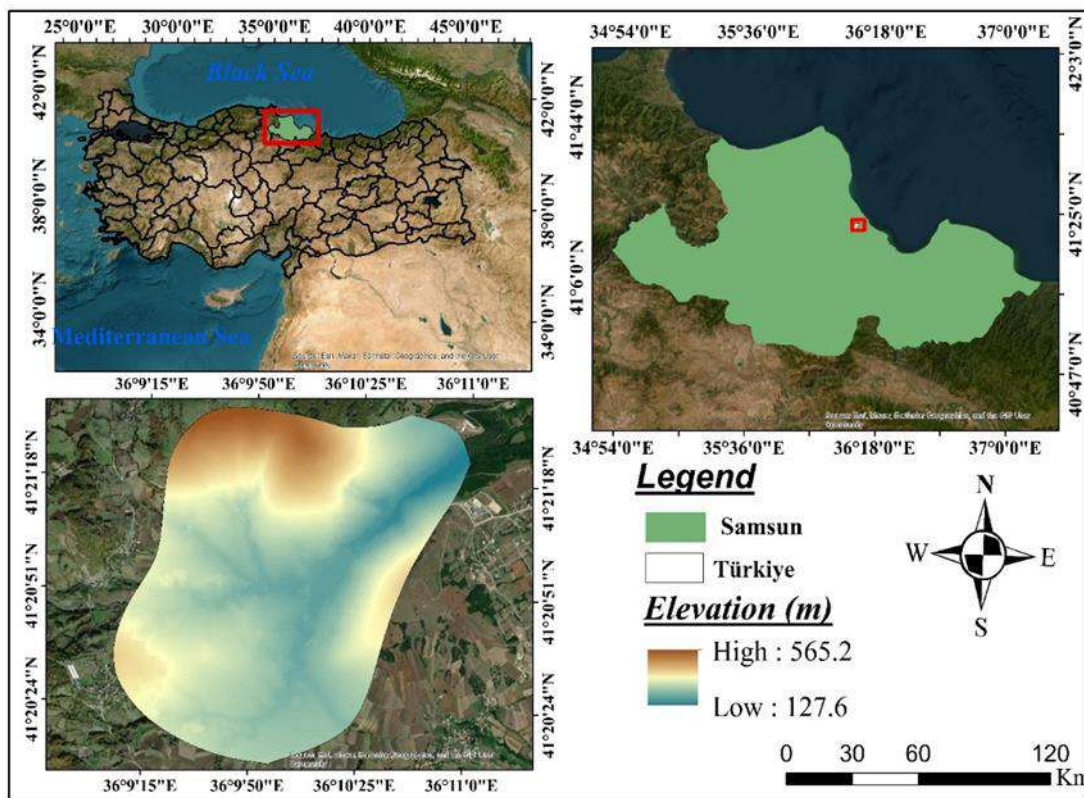 25°0'0"E 30°0'0"E 35°0'0"E 40°0'0"E 45°0'0"E
42°0'0"N
38°0'0"N
34°0'0"N
Black Sea
Mediterranean Sea
42°0'0"N
38°0'0"N
34°0'0"N
34°54'0"E 35°36'0"E 36°18'0"E 37°0'0"E
41°44'0"N
41°6'0"N
42°3'0"N
41°25'0"N
40°47'0"N
34°54'0"E 35°36'0"E 36°18'0"E 37°0'0"E
36°9'15"E 36°9'50"E 36°10'25"E 36°11'0"E
41°21'18"N
41°20'51"N
41°20'24"N
41°21'18"N
41°20'51"N
41°20'24"N
36°9'15"E 36°9'50"E 36°10'25"E 36°11'0"E
Legend
Samsun
Türkiye
Elevation (m)
High : 565.2
Low : 127.6
N
W E
S
0 30 60 120
Km